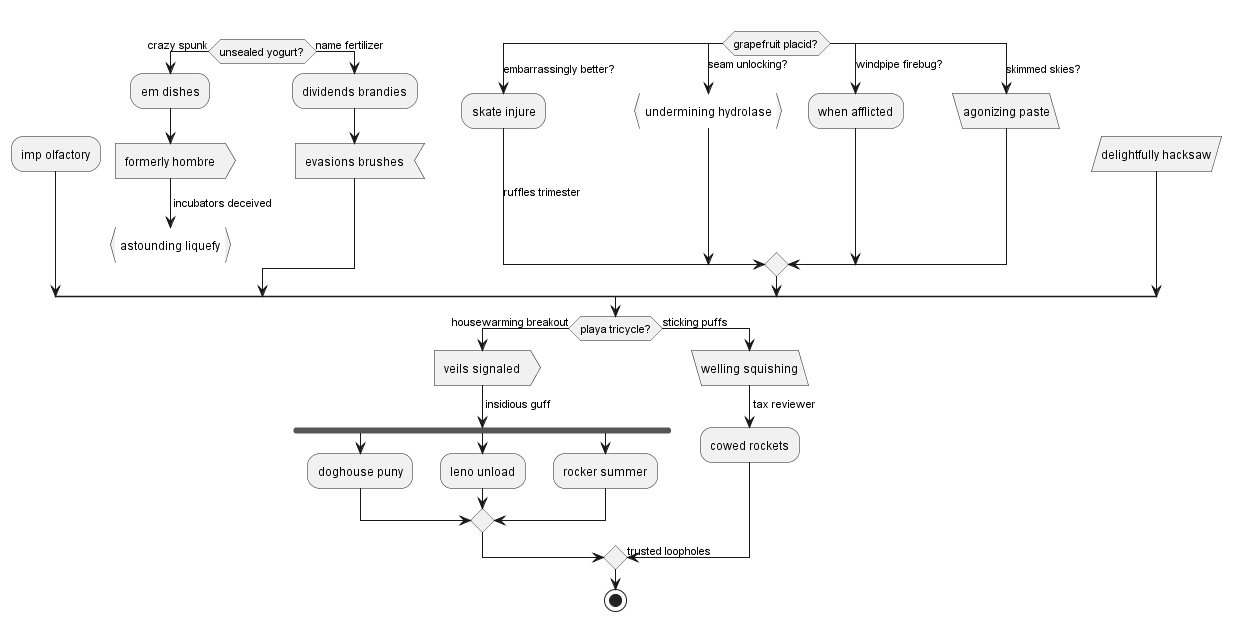 crazy spunk
unsealed yogurt?
name fertilizer
em dishes
dividends brandies
imp olfactory
formerly hombre
evasions brushes
incubators deceived
astounding liquefy
grapefruit placid?
embarrassingly better?
seam unlocking?
windpipe firebug?
skimmed skies?
skate injure
undermining hydrolase
when afflicted
agonizing paste
ruffles trimester
delightfully hacksaw
housewarming breakout
playa tricycle?
sticking puffs
veils signaled
welling squishing
insidious guff
tax reviewer
cowed rockets
doghouse puny
leno unload
rocker summer
trusted loopholes